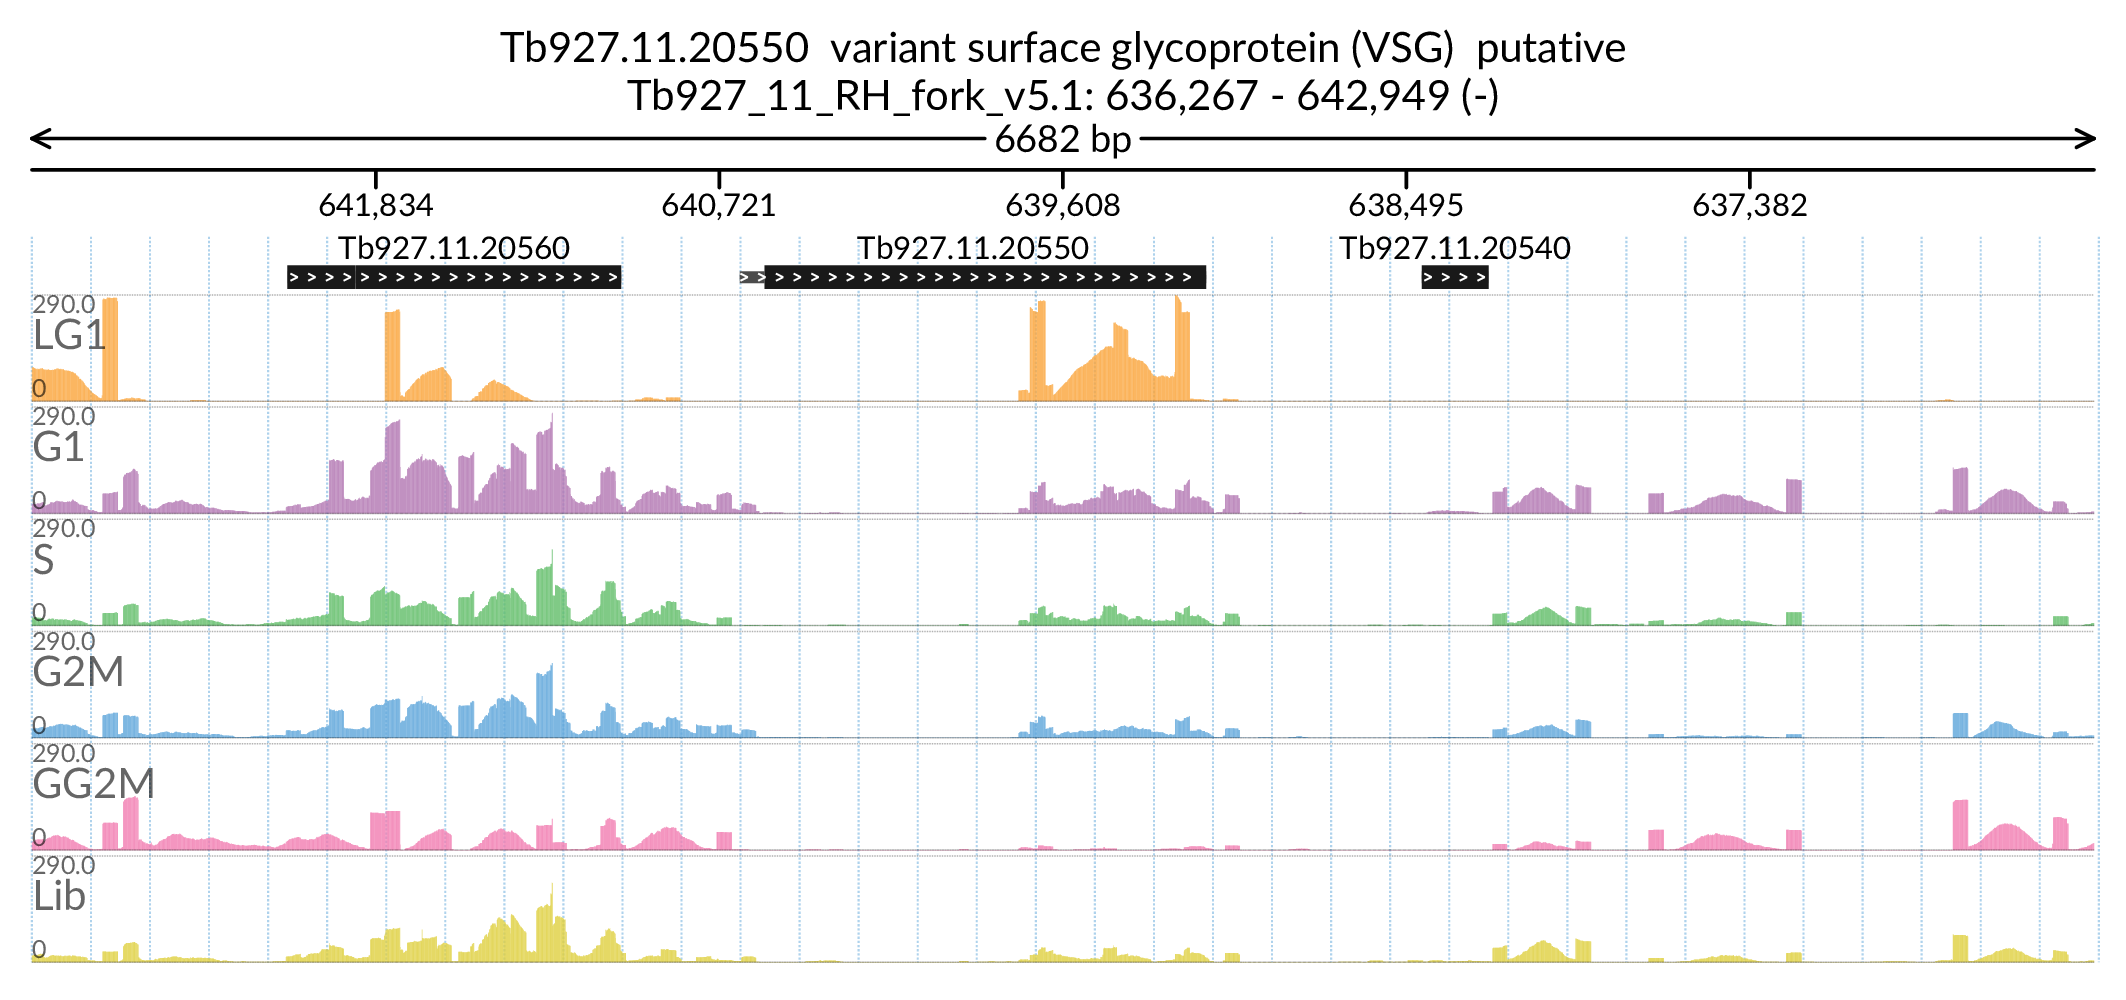 Tb927.11.20550  variant surface glycoprotein (VSG)  putative
Tb927_11_RH_fork_v5.1: 636,267 - 642,949 (-)
6682 bp
641,834 640,721 639,608 638,495 637,382
Tb927.11.20560 Tb927.11.20550 Tb927.11.20540
290.0
LG1
0
290.0
G1
0
290.0
S
0
290.0
G2M
0
290.0
GG2M
0
290.0
Lib
0